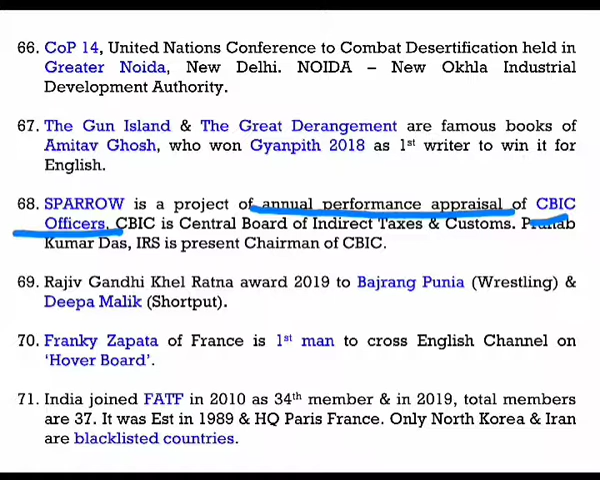 66. CoP 14, United Nations Conference to Combat Desertification held in
Greater Noida, New Delhi. NOIDA – New Okhla Industrial
Development Authority.
67. The Gun Island & The Great Derangement are famous books of
Amitav Ghosh, who won Gyanpith 2018 as 1st writer to win it for
English.
68. SPARROW is a project of annual performance appraisal of CBIC
Officers. CBIC is Central Board of Indirect Taxes & Customs. Pranab
Kumar Das, IRS is present Chairman of CBIC.
69. Rajiv Gandhi Khel Ratna award 2019 to Bajrang Punia (Wrestling) &
Deepa Malik (Shortput).
70. Franky Zapata of France is 1st man to cross English Channel on
‘Hover Board’.
71. India joined FATF in 2010 as 34th member & in 2019, total members
are 37. It was Est in 1989 & HQ Paris France. Only North Korea & Iran
are blacklisted countries.